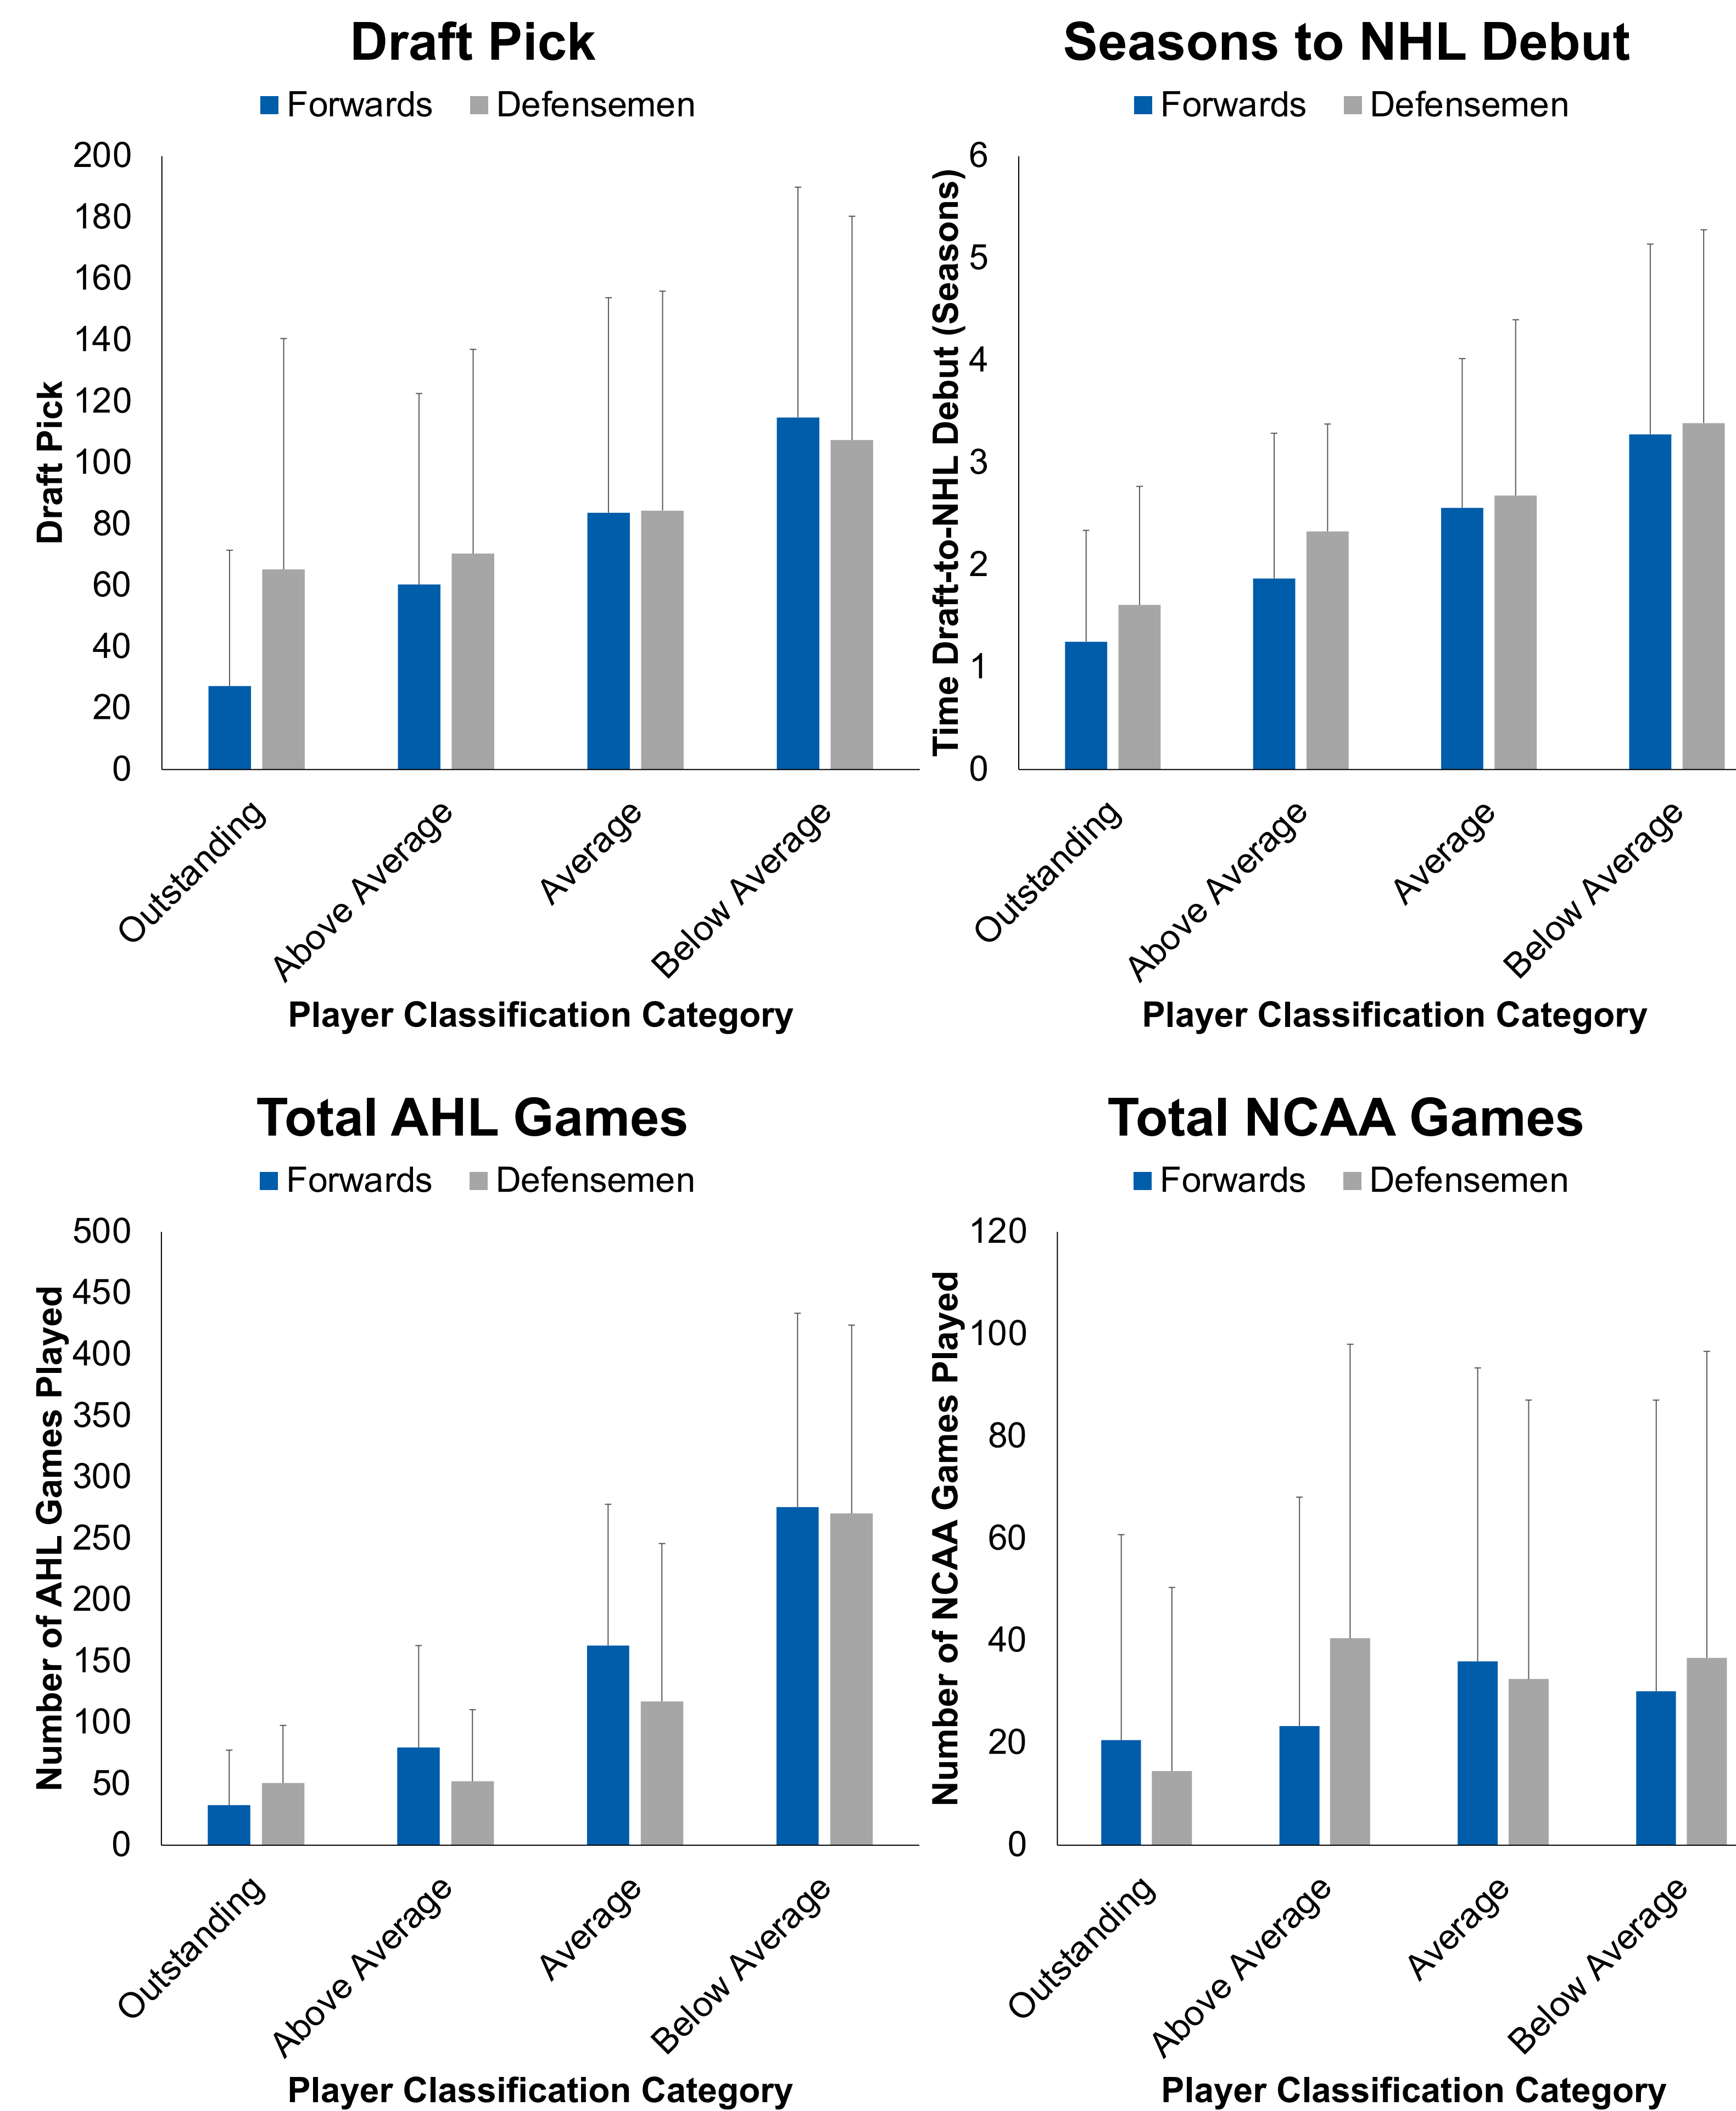 Draft Pick
Forwards Defensemen
Draft Pick
200
180
160
140
120
100
80
60
40
20
0
Outstanding
Above Average
Average
Below Average
Player Classification Category
Seasons to NHL Debut
Forwards Defensemen
Time Draft-to-NHL Debut (Seasons)
6
5
4
3
2
1
0
Outstanding
Above Average
Average
Below Average
Player Classification Category
Total AHL Games
Forwards Defensemen
Number of AHL Games Played
500
450
400
350
300
250
200
150
100
50
0
Outstanding
Above Average
Average
Below Average
Player Classification Category
Total NCAA Games
Forwards Defensemen
Number of NCAA Games Played
120
100
80
60
40
20
0
Outstanding
Above Average
Average
Below Average
Player Classification Category